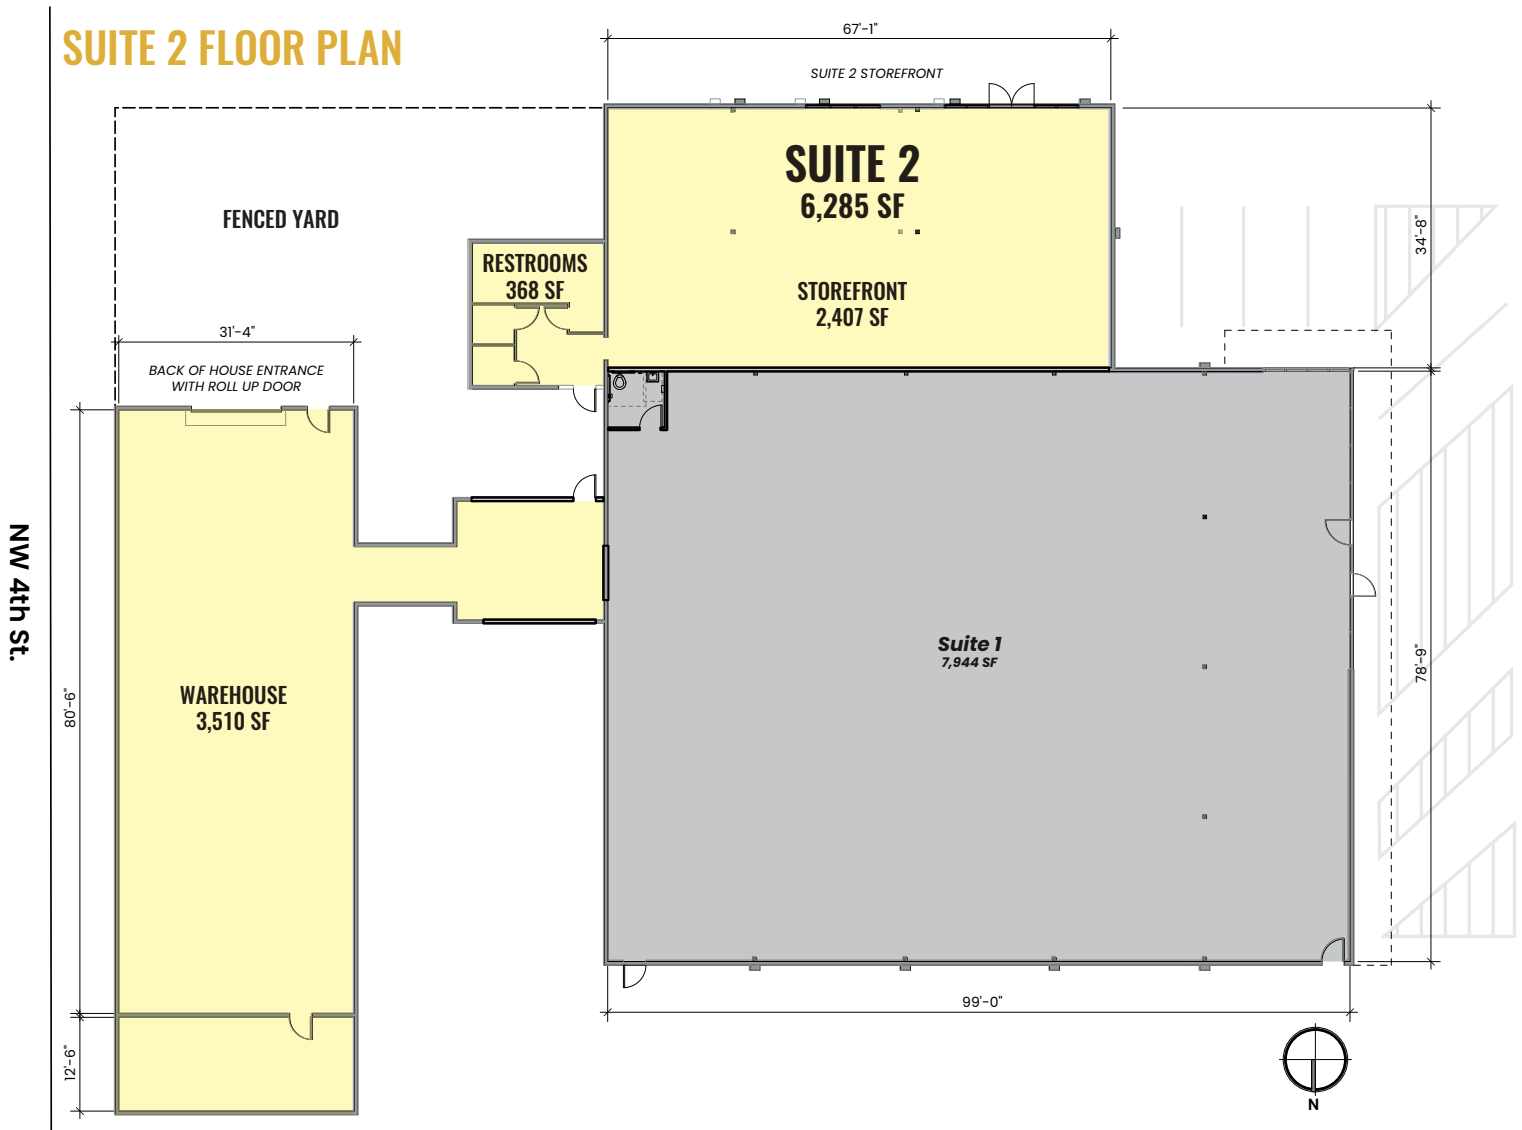 SUITE 2 FLOOR PLAN
67'-1"
SUITE 2 STOREFRONT
SUITE 2
6,285 SF
FENCED YARD
34'-8"
RESTROOMS
368 SF
STOREFRONT
2,407 SF
31'-4"
BACK OF HOUSE ENTRANCE
WITH ROLL UP DOOR
NW 4th St.
Suite 1
7,944 SF
78'-9"
80'-6"
WAREHOUSE
3,510 SF
99'-0"
12'-6"
N